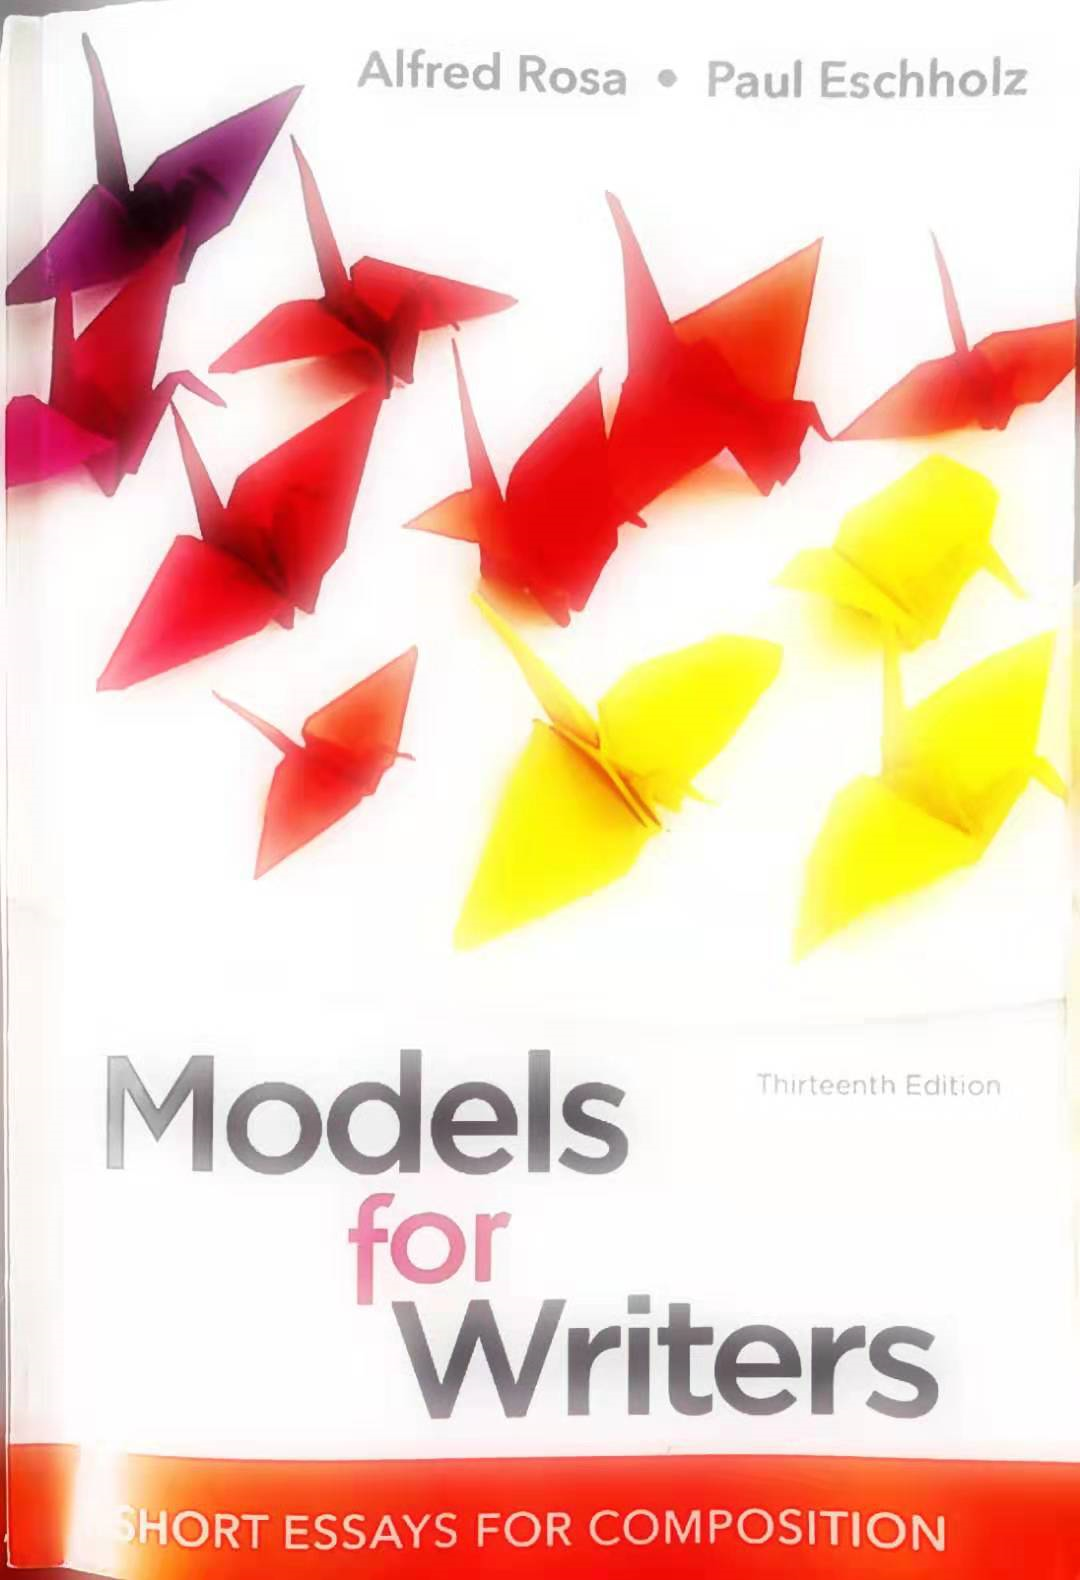 Alfred Rosa • Paul Eschholz
Models
Thirteenth Edition
for
Writers
SHORT ESSAYS FOR COMPOSITION